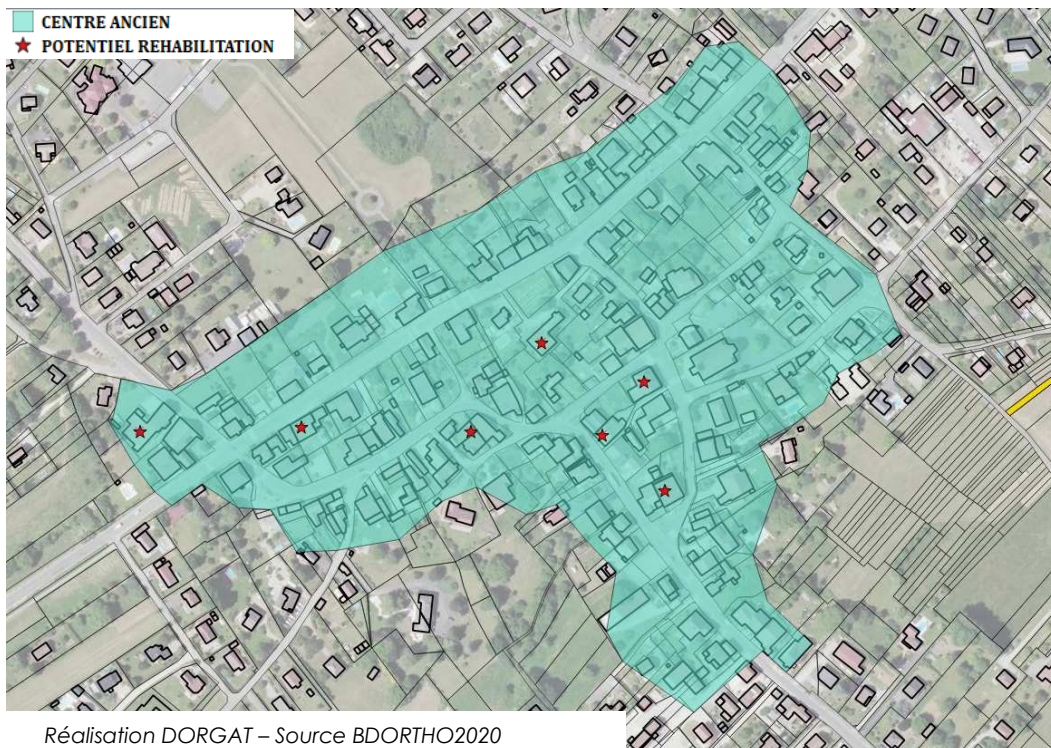 CENTRE ANCIEN
POTENTIEL REHABILITATION
Réalisation DORGAT – Source BDORTHO2020